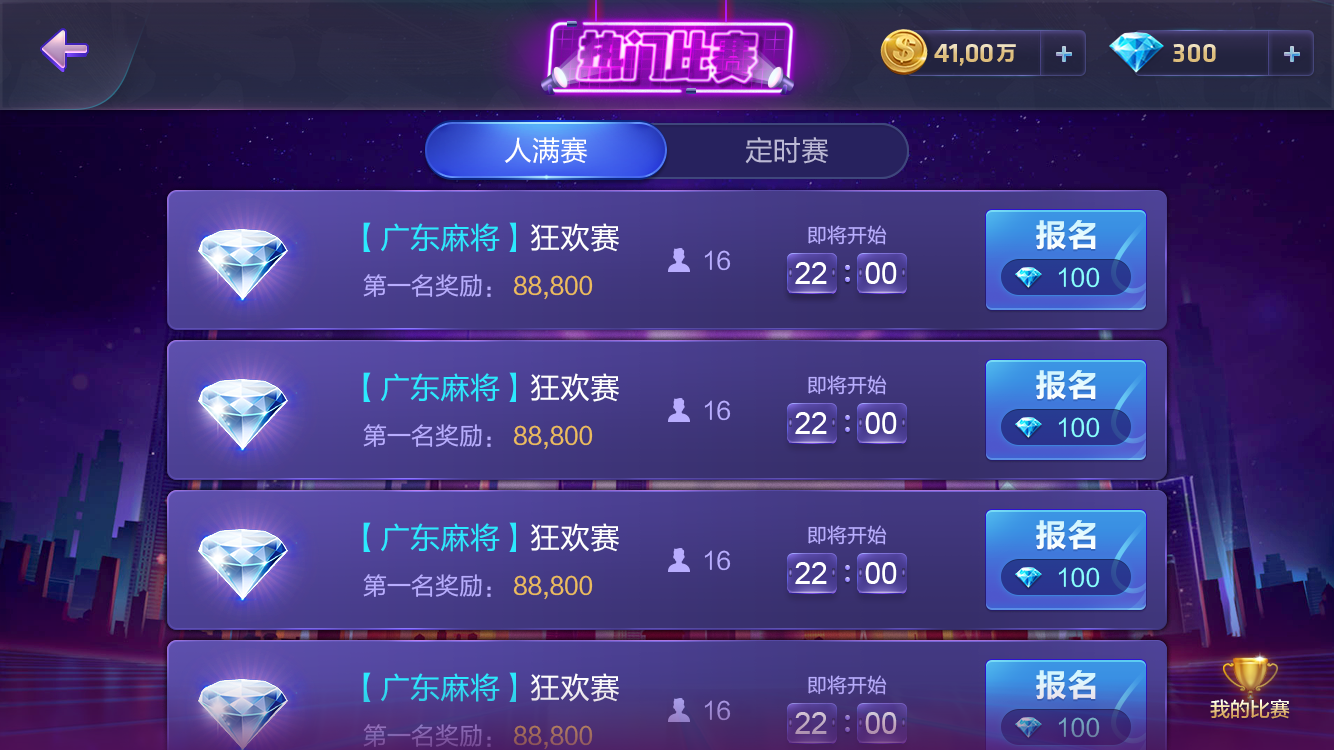 热门比赛
41,00万 +
300 +
人满赛
定时赛
【广东麻将】狂欢赛
第一名奖励：88,800
16
即将开始
22:00
报名
100
【广东麻将】狂欢赛
第一名奖励：88,800
16
即将开始
22:00
报名
100
【广东麻将】狂欢赛
第一名奖励：88,800
16
即将开始
22:00
报名
100
【广东麻将】狂欢赛
第一名奖励：88,800
16
即将开始
22:00
报名
100
我的比赛